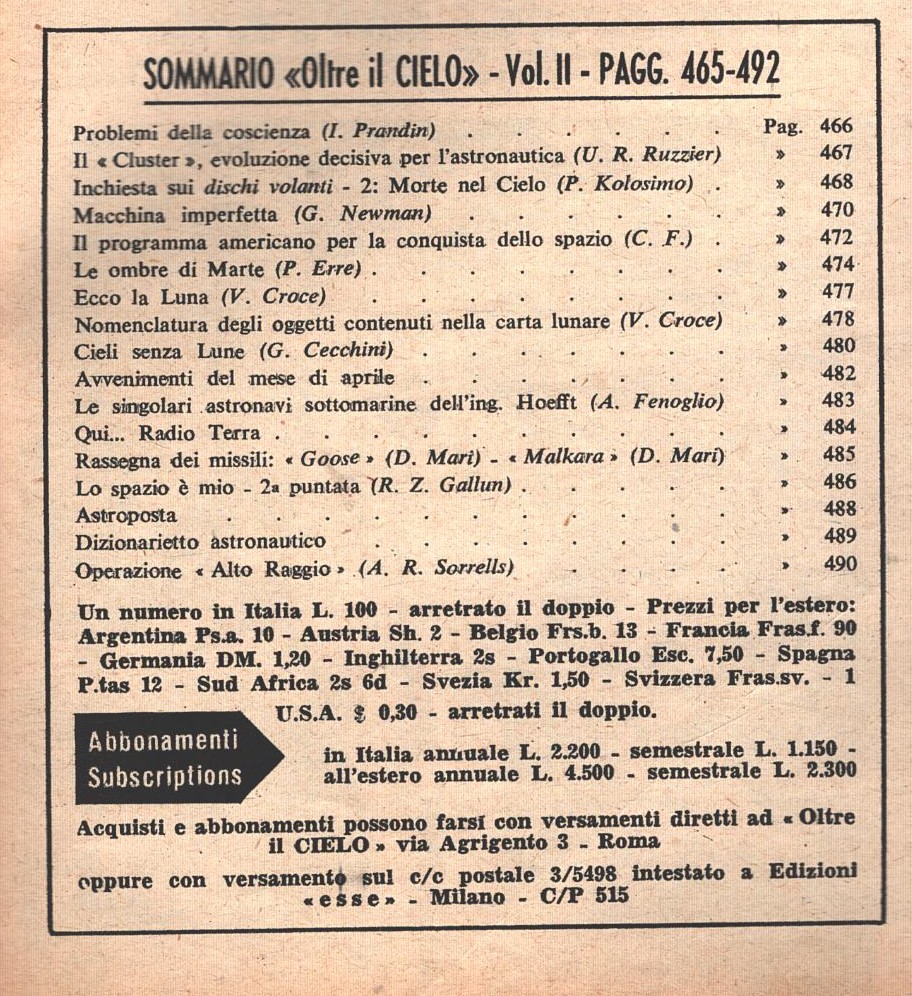 SOMMARIO «Oltre il CIELO» - Vol. II - PAGG. 465-492
Problemi della coscienza (I. Prandin) . . . . . . Pag. 466
Il « Cluster », evoluzione decisiva per l'astronautica (U. R. Ruzzier) » 467
Inchiesta sui dischi volanti - 2: Morte nel Cielo (P. Kolosimo) . » 468
Macchina imperfetta (G. Newman) . . . . . . » 470
Il programma americano per la conquista dello spazio (C. F.) . » 472
Le ombre di Marte (P. Erre) . . . . . . . » 474
Ecco la Luna (V. Croce) . . . . . . . » 477
Nomenclatura degli oggetti contenuti nella carta lunare (V. Croce) » 478
Cieli senza Lune (G. Cecchini) . . . . . . . » 480
Avvenimenti del mese di aprile . . . . . . . » 482
Le singolari astronavi sottomarine dell'ing. Hoefft (A. Fenoglio) » 483
Qui... Radio Terra . . . . . . . . . . » 484
Rassegna dei missili: « Goose » (D. Mari) - « Malkara » (D. Mari) » 485
Lo spazio è mio - 2a puntata (R. Z. Gallun) . . . . . » 486
Astroposta . . . . . . . . . . . » 488
Dizionarietto astronautico . . . . . . . . » 489
Operazione « Alto Raggio » (A. R. Sorrells) . . . . » 490
Un numero in Italia L. 100 - arretrato il doppio - Prezzi per l'estero:
Argentina Ps.a. 10 - Austria Sh. 2 - Belgio Frs.b. 13 - Francia Fras.f. 90
- Germania DM. 1,20 - Inghilterra 2s - Portogallo Esc. 7,50 - Spagna
P.tas 12 - Sud Africa 2s 6d - Svezia Kr. 1,50 - Svizzera Fras.sv. - 1
U.S.A. $ 0,30 - arretrati il doppio.
Abbonamenti
Subscriptions
in Italia annuale L. 2.200 - semestrale L. 1.150 -
all'estero annuale L. 4.500 - semestrale L. 2.300
Acquisti e abbonamenti possono farsi con versamenti diretti ad « Oltre
il CIELO » via Agrigento 3 - Roma
oppure con versamento sul c/c postale 3/5498 intestato a Edizioni
« esse » - Milano - C/P 515